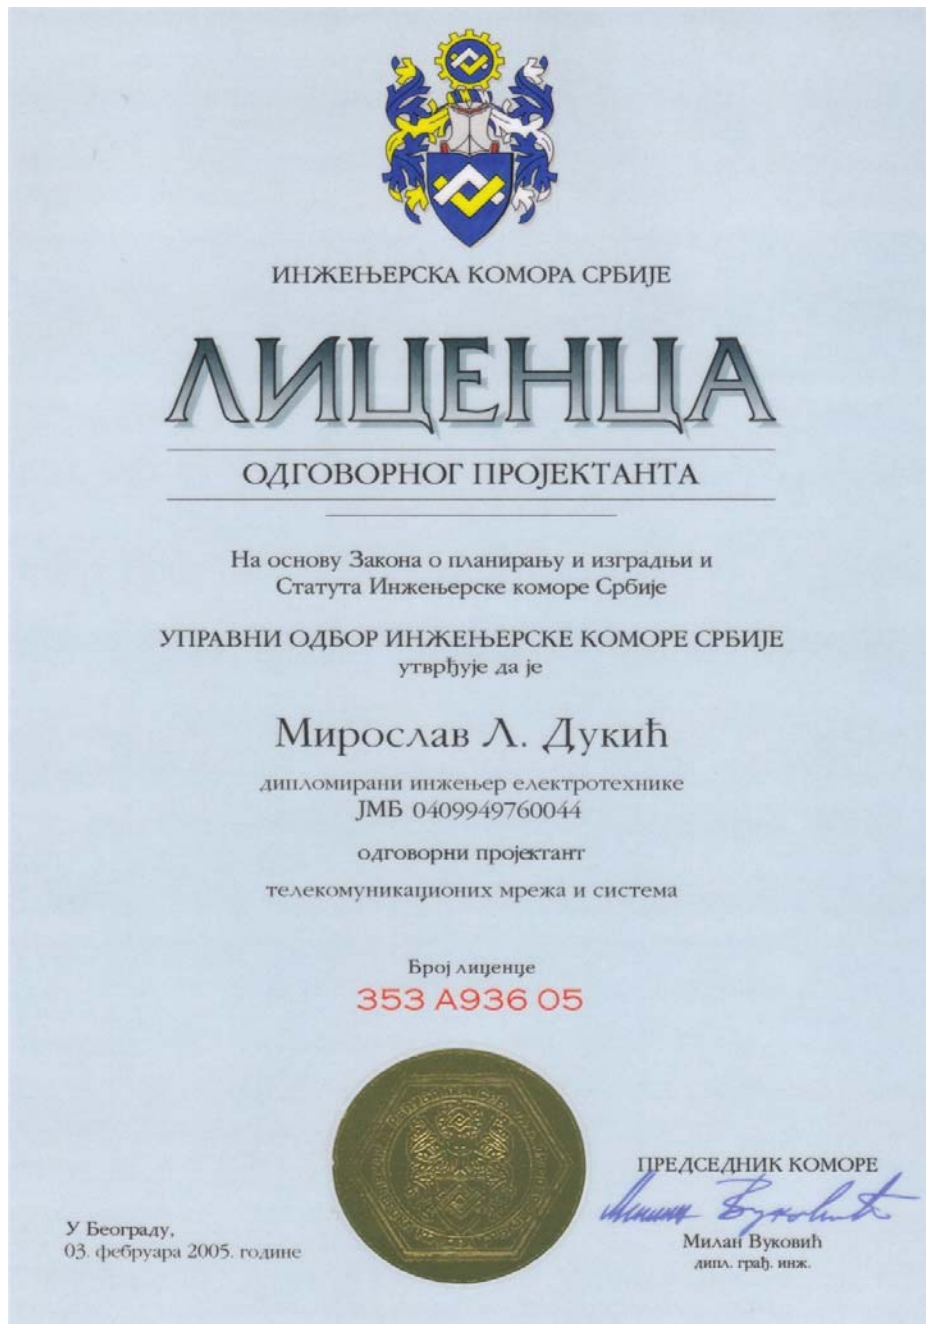 ИНЖЕЊЕРСКА КОМОРА СРБИЈЕ
ЛИЦЕНЦА
ОДГОВОРНОГ ПРОЈЕКТАНТА
На основу Закона о планирању и изградњи и
Статута Инжењерске коморе Србије
УПРАВНИ ОДБОР ИНЖЕЊЕРСКЕ КОМОРЕ СРБИЈЕ
утврђује да је
Мирослав Л. Дукић
дипломирани инжењер електротехнике
ЈМБ 0409949760044
одговорни пројектант
телекомуникационих мрежа и система
Број лиценце
353 А936 05
ПРЕДСЕДНИК КОМОРЕ
Милан Вуковић
У Београду,
03. фебруара 2005. године
Милан Вуковић
дипл. грађ. инж.